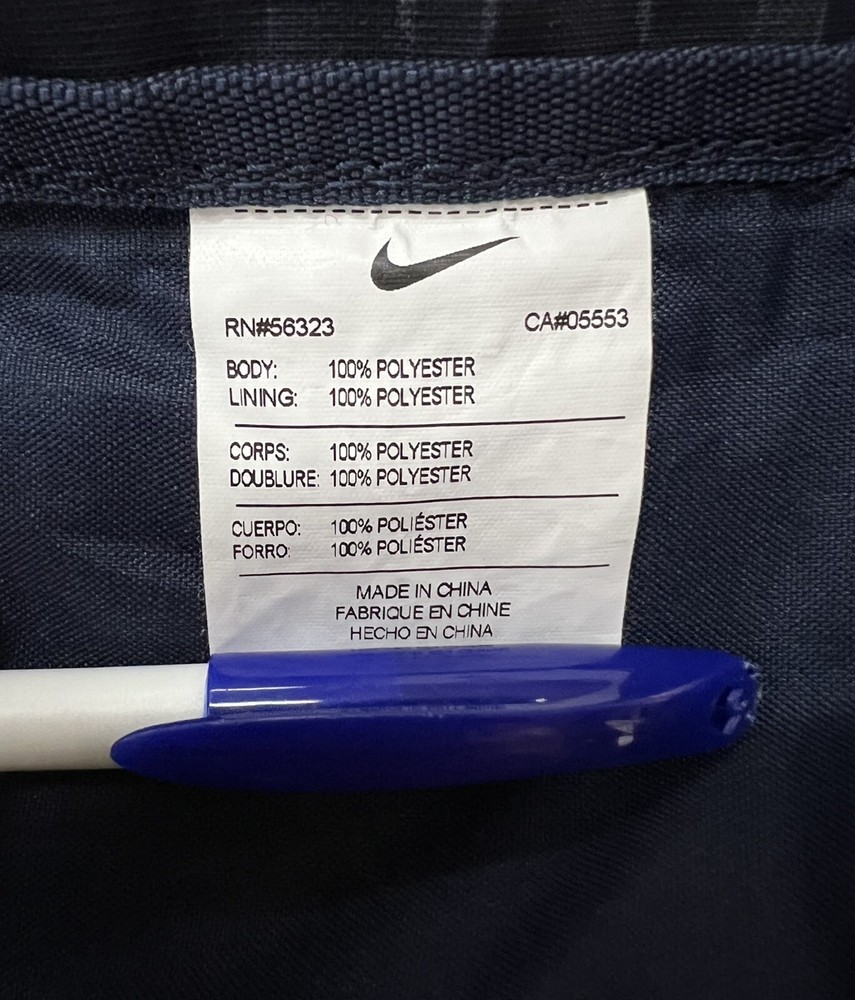 RN#56323 CA#05553
BODY: 100% POLYESTER
LINING: 100% POLYESTER
CORPS: 100% POLYESTER
DOUBLURE: 100% POLYESTER
CUERPO: 100% POLIÉSTER
FORRO: 100% POLIÉSTER
MADE IN CHINA
FABRIQUE EN CHINE
HECHO EN CHINA